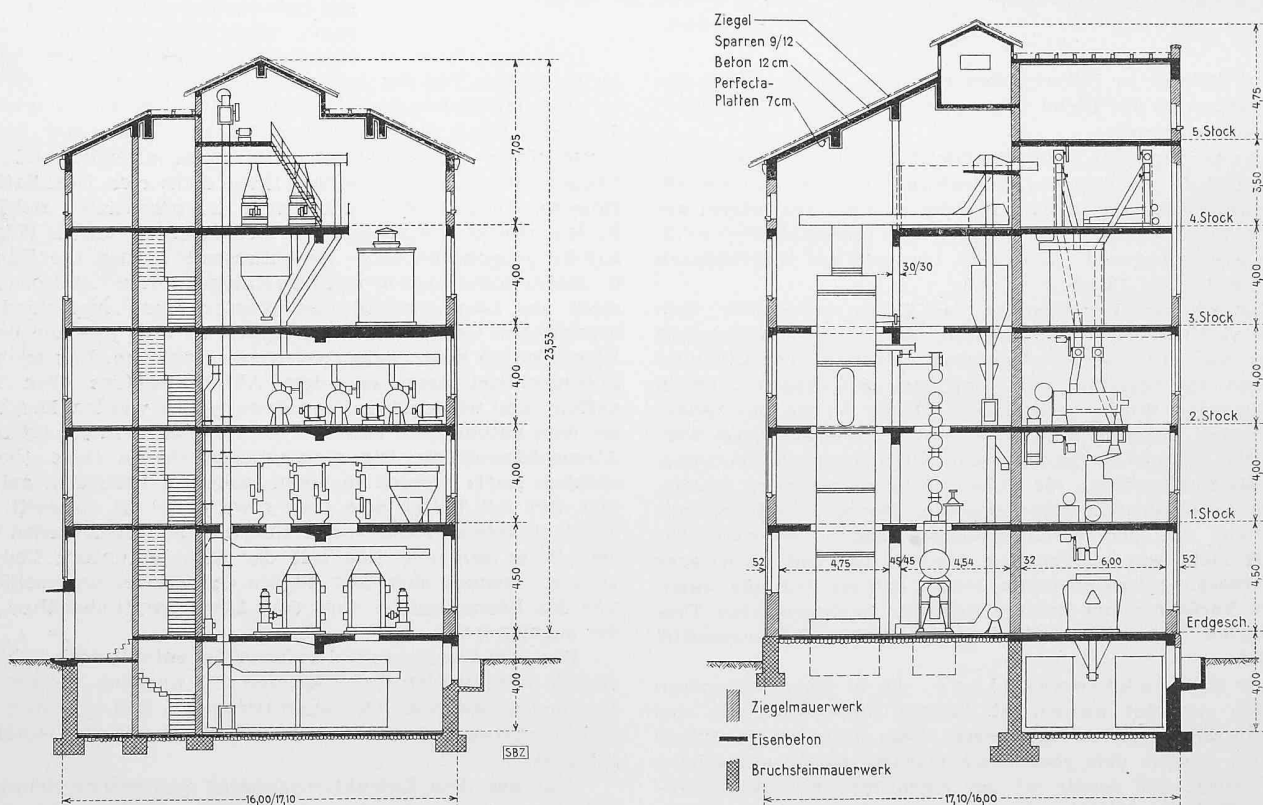 7,05
4,00
4,00
4,00
4,50
4,00
23,53
SBZ
16,00/17,10
Ziegel
Sparren 9/12
Beton 12 cm
Perfecta-
Platten 7 cm
30/30
5. Stock
4. Stock
3. Stock
2. Stock
1. Stock
Erdgesch.
4,75
3,50
4,00
4,00
4,00
4,50
4,00
52
4,75
45/45
4,54
32
6,00
52
Ziegelmauerwerk
Eisenbeton
Bruchsteinmauerwerk
17,10/16,00